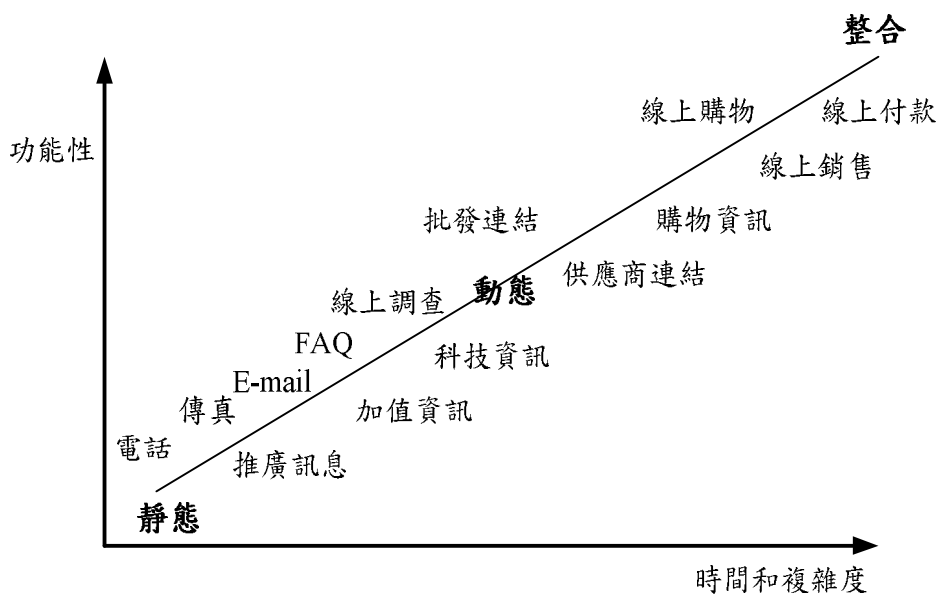 整合
線上購物
線上付款
功能性
線上銷售
批發連結
購物資訊
供應商連結
動態
線上調查
FAQ
科技資訊
E-mail
傳真
加值資訊
電話
推廣訊息
靜態
時間和複雜度